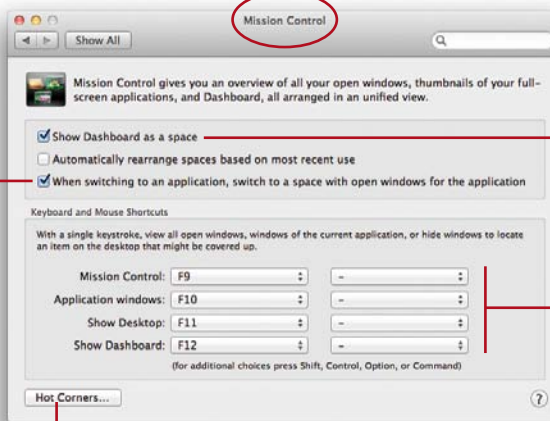 Mission Control
Show All
Mission Control gives you an overview of all your open windows, thumbnails of your full-
screen applications, and Dashboard, all arranged in an unified view.
Show Dashboard as a space
Automatically rearrange spaces based on most recent use
When switching to an application, switch to a space with open windows for the application
Keyboard and Mouse Shortcuts
With a single keystroke, view all open windows, windows of the current application, or hide windows to locate
an item on the desktop that might be covered up.
Mission Control: F9 –
Application windows: F10 –
Show Desktop: F11 –
Show Dashboard: F12 –
(for additional choices press Shift, Control, Option, or Command)
Hot Corners... ?